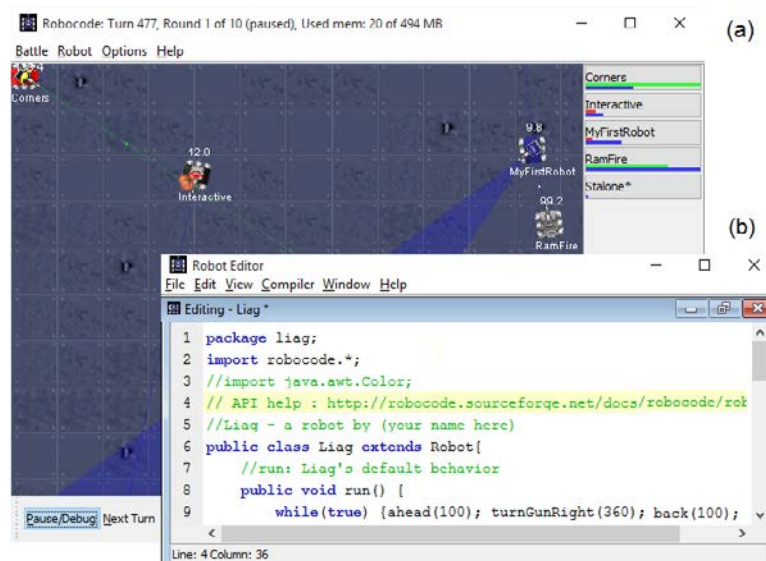 Robocode: Turn 477, Round 1 of 10 (paused), Used mem: 20 of 494 MB
(a)
Battle Robot Options Help
Corners
Corners
Interactive
12.0
Interactive
MyFirstRobot
9.8
MyFirstRobot
RamFire
99.2
RamFire
Stalone*
(b)
Robot Editor
File Edit View Compiler Window Help
Editing - Liag *
1 package liag;
2 import robocode.*;
3 //import java.awt.Color;
4 // API help : http://robocode.sourceforge.net/docs/robocode/rob
5 //Liag - a robot by (your name here)
6 public class Liag extends Robot{
7 //run: Liag's default behavior
8 public void run() {
9 while(true) {ahead(100); turnGunRight(360); back(100);
Pause/Debug Next Turn
Line: 4 Column: 36